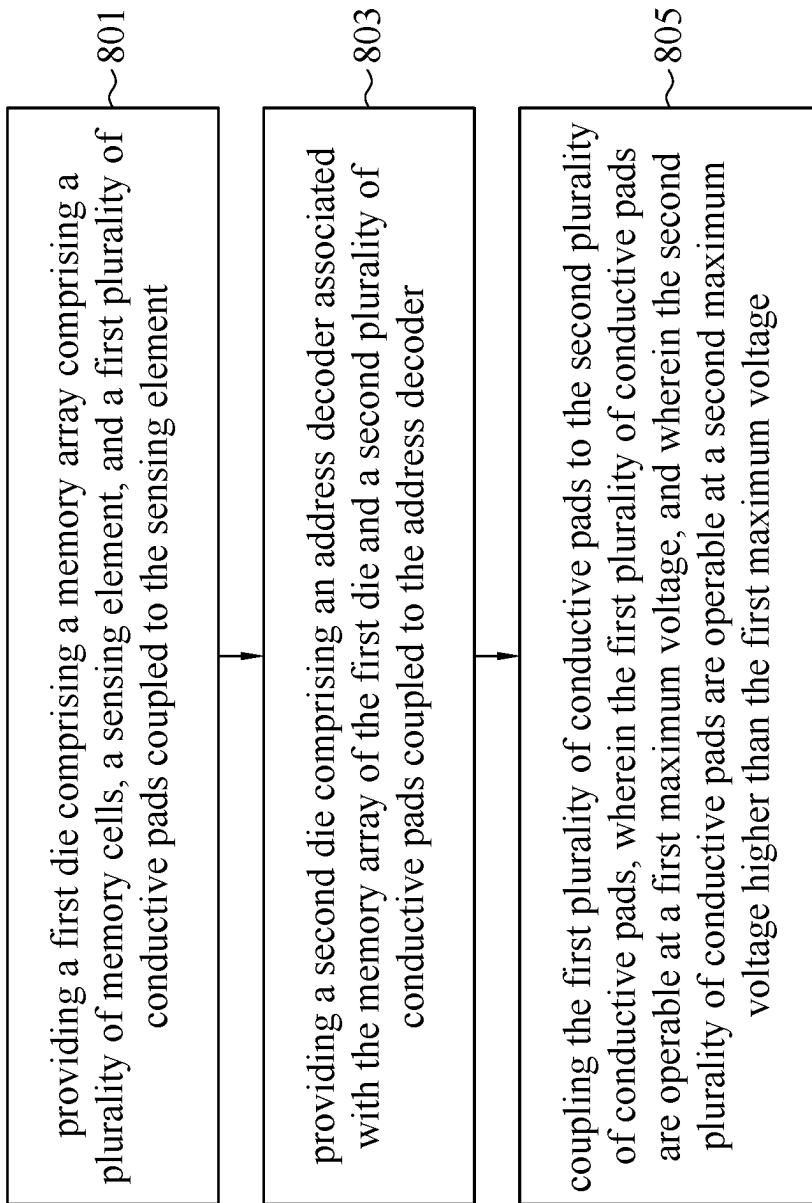 providing a first die comprising a memory array comprising a
plurality of memory cells, a sensing element, and a first plurality of
conductive pads coupled to the sensing element
801
providing a second die comprising an address decoder associated
with the memory array of the first die and a second plurality of
conductive pads coupled to the address decoder
803
coupling the first plurality of conductive pads to the second plurality
of conductive pads, wherein the first plurality of conductive pads
are operable at a first maximum voltage, and wherein the second
plurality of conductive pads are operable at a second maximum
voltage higher than the first maximum voltage
805